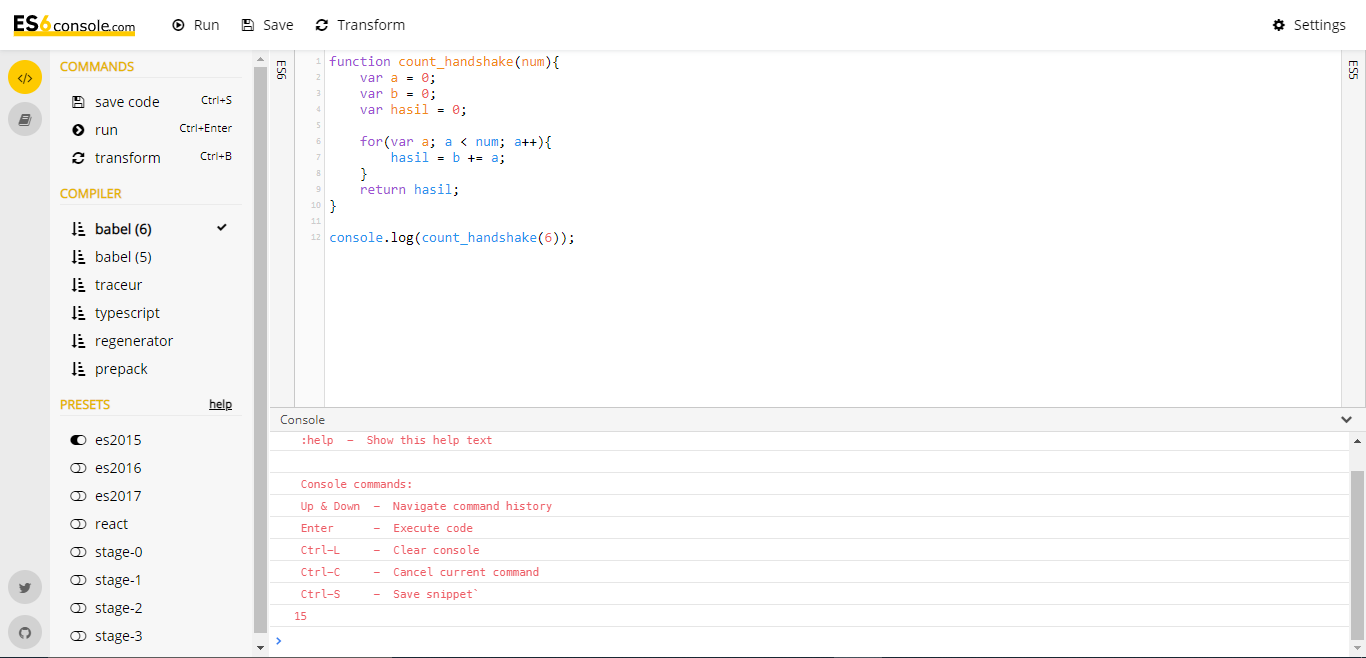 ES6console.com Run Save Transform Settings
COMMANDS
save code Ctrl+S
run Ctrl+Enter
transform Ctrl+B
COMPILER
babel (6)
babel (5)
traceur
typescript
regenerator
prepack
PRESETS help
es2015
es2016
es2017
react
stage-0
stage-1
stage-2
stage-3
ES6
1 function count_handshake(num){
2     var a = 0;
3     var b = 0;
4     var hasil = 0;
5
6     for(var a; a < num; a++){
7         hasil = b += a;
8     }
9     return hasil;
10 }
11
12 console.log(count_handshake(6));
ES5
Console
:help – Show this help text
Console commands:
Up & Down – Navigate command history
Enter – Execute code
Ctrl-L – Clear console
Ctrl-C – Cancel current command
Ctrl-S – Save snippet`
15